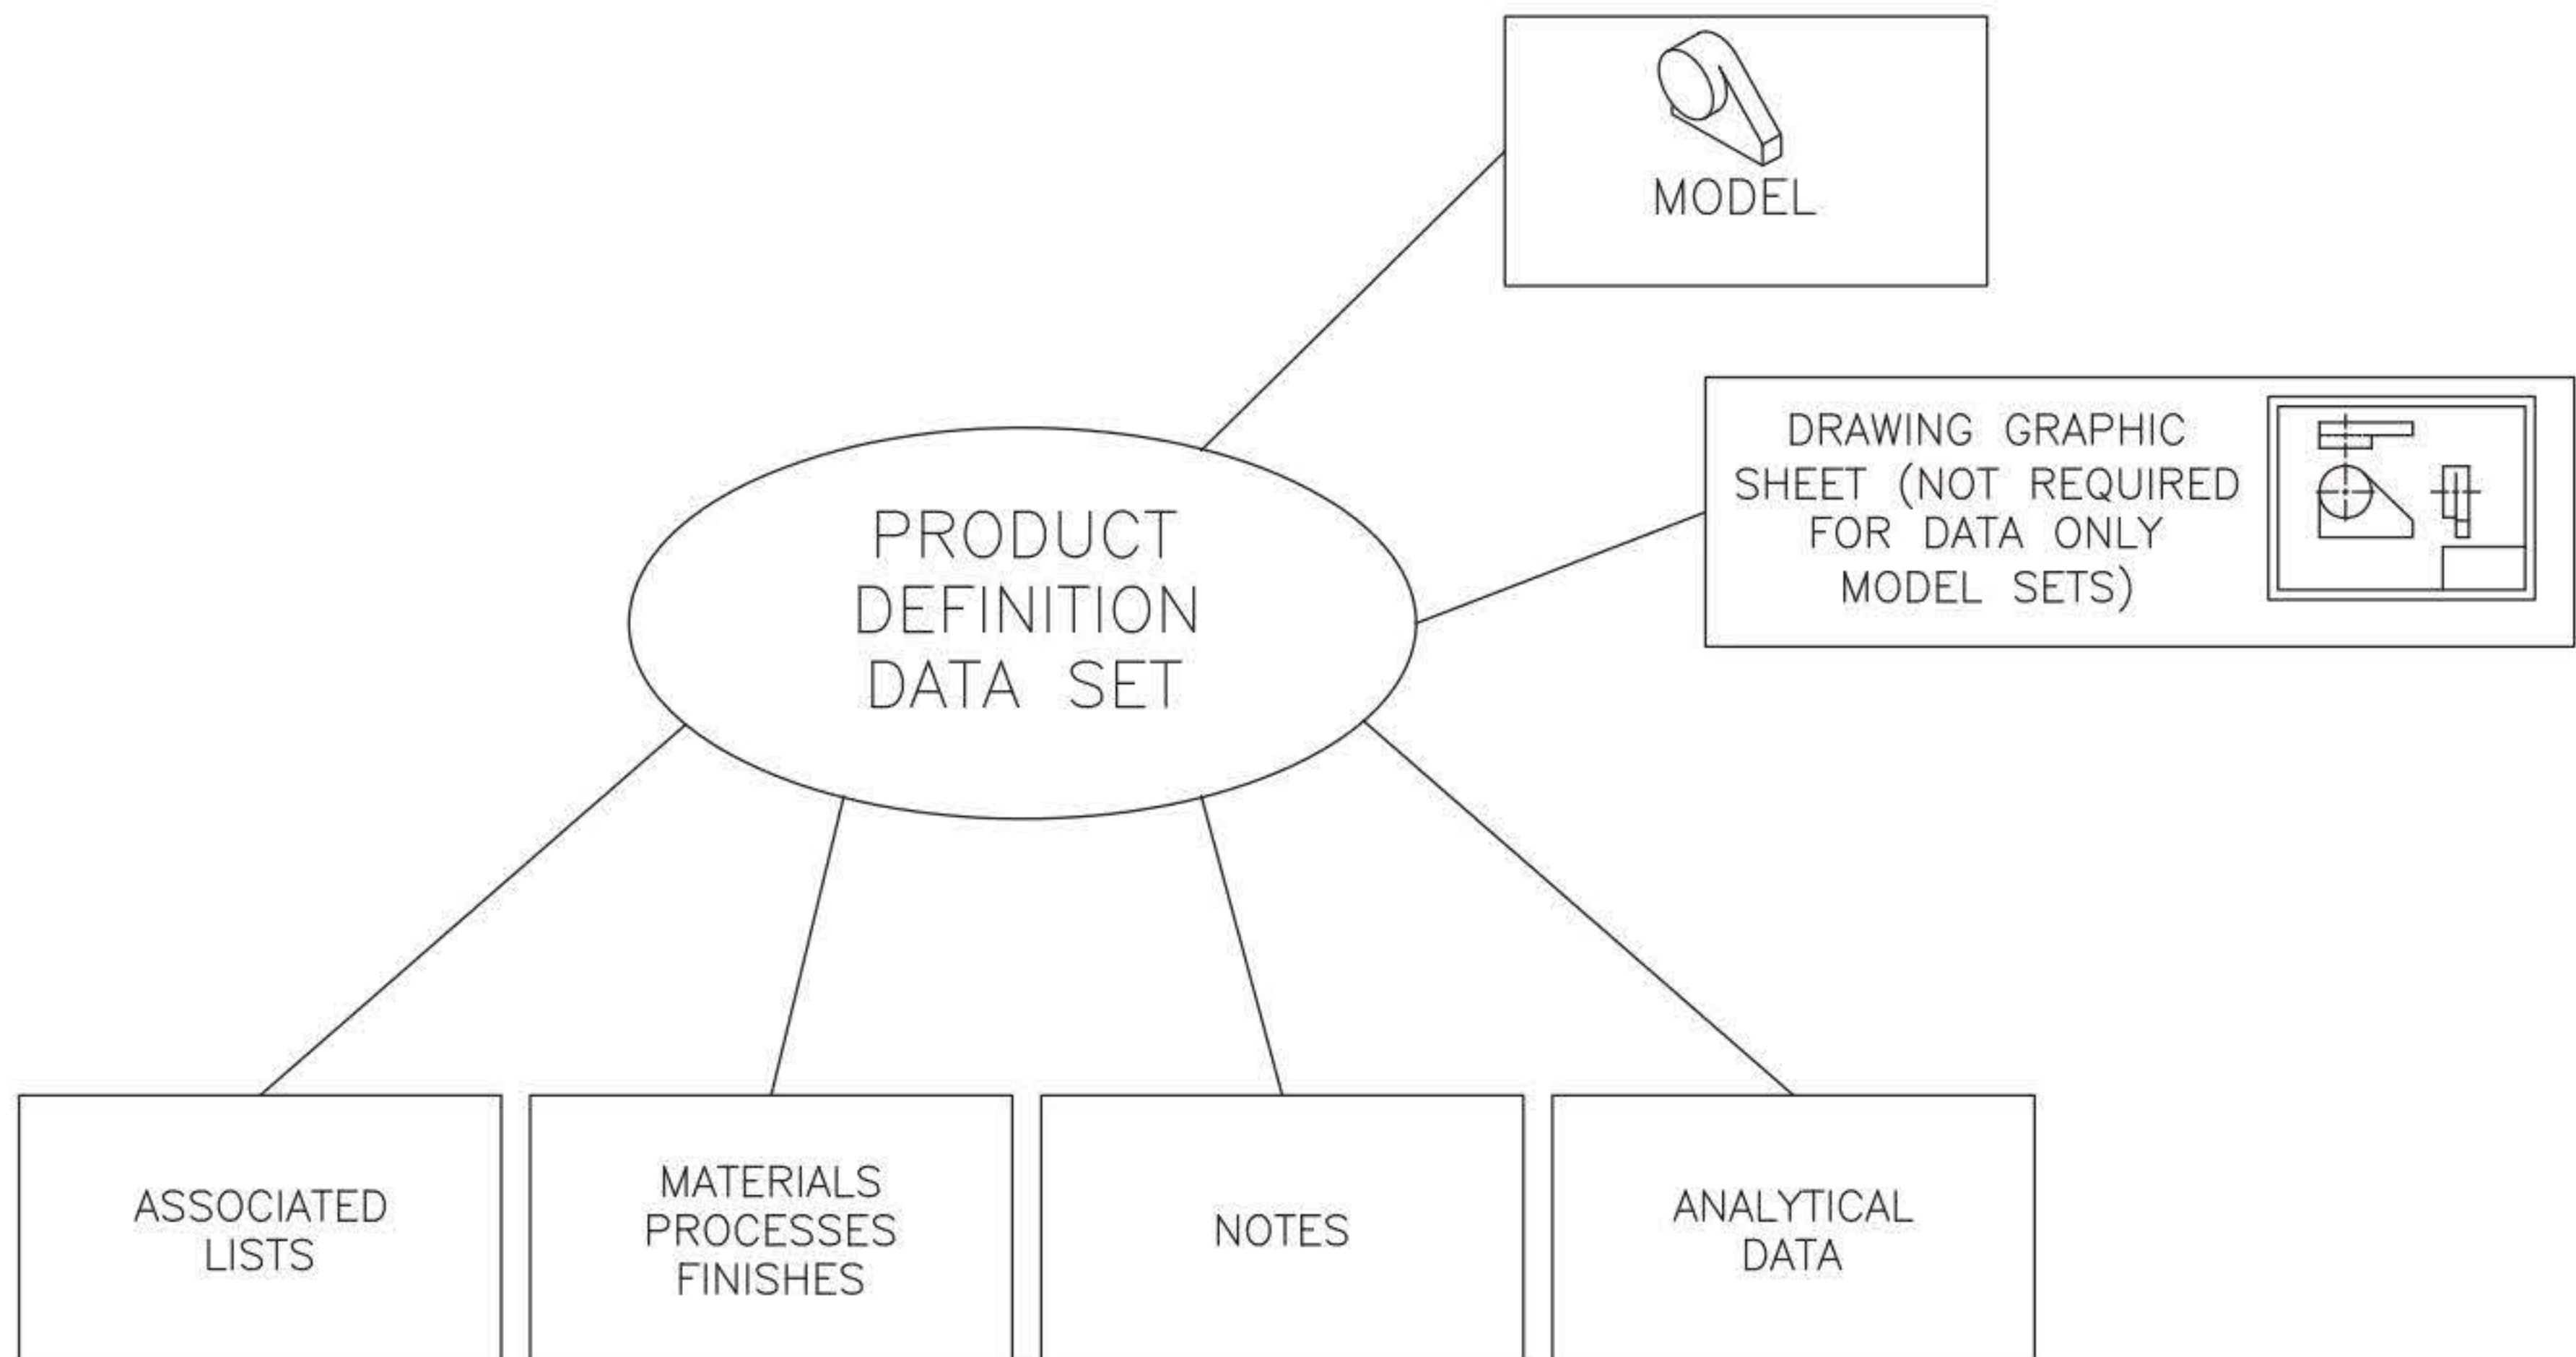 MODEL
DRAWING GRAPHIC
SHEET (NOT REQUIRED
FOR DATA ONLY
MODEL SETS)
PRODUCT
DEFINITION
DATA SET
ASSOCIATED
LISTS
MATERIALS
PROCESSES
FINISHES
NOTES
ANALYTICAL
DATA